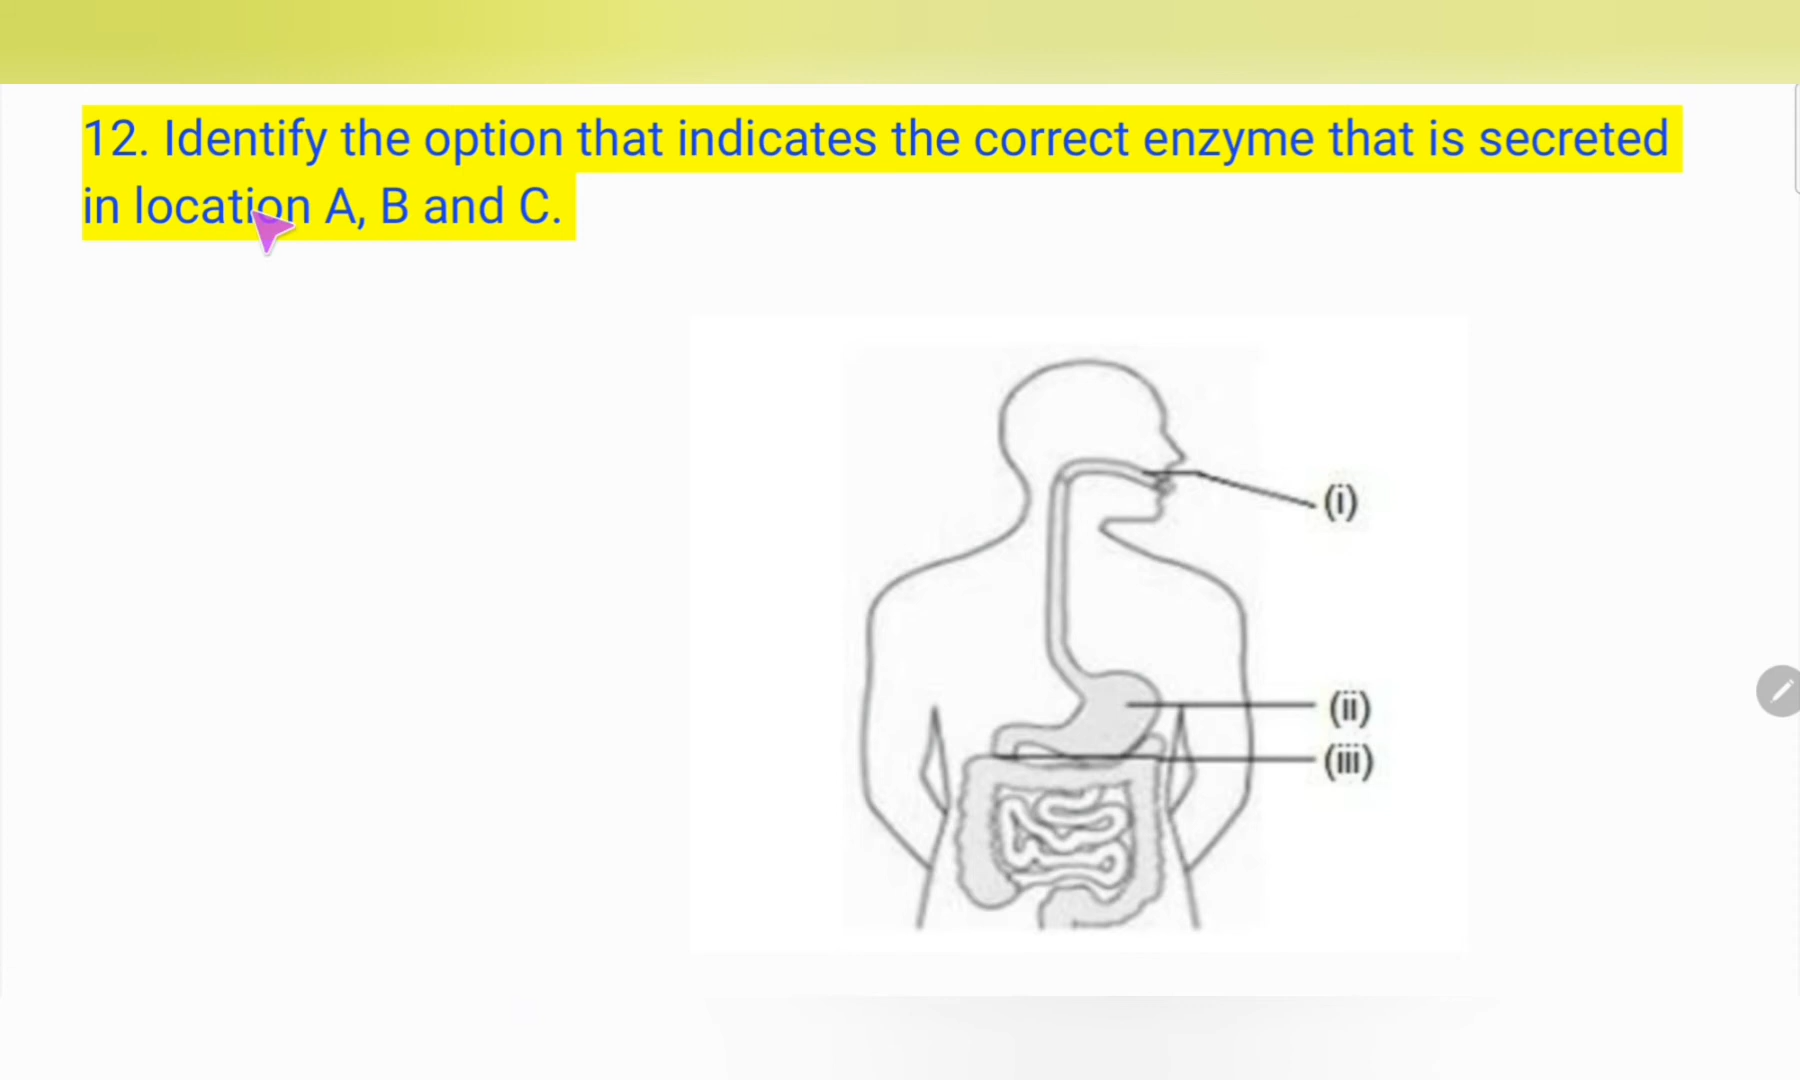 12. Identify the option that indicates the correct enzyme that is secreted
in location A, B and C.
(i)
(ii)
(iii)